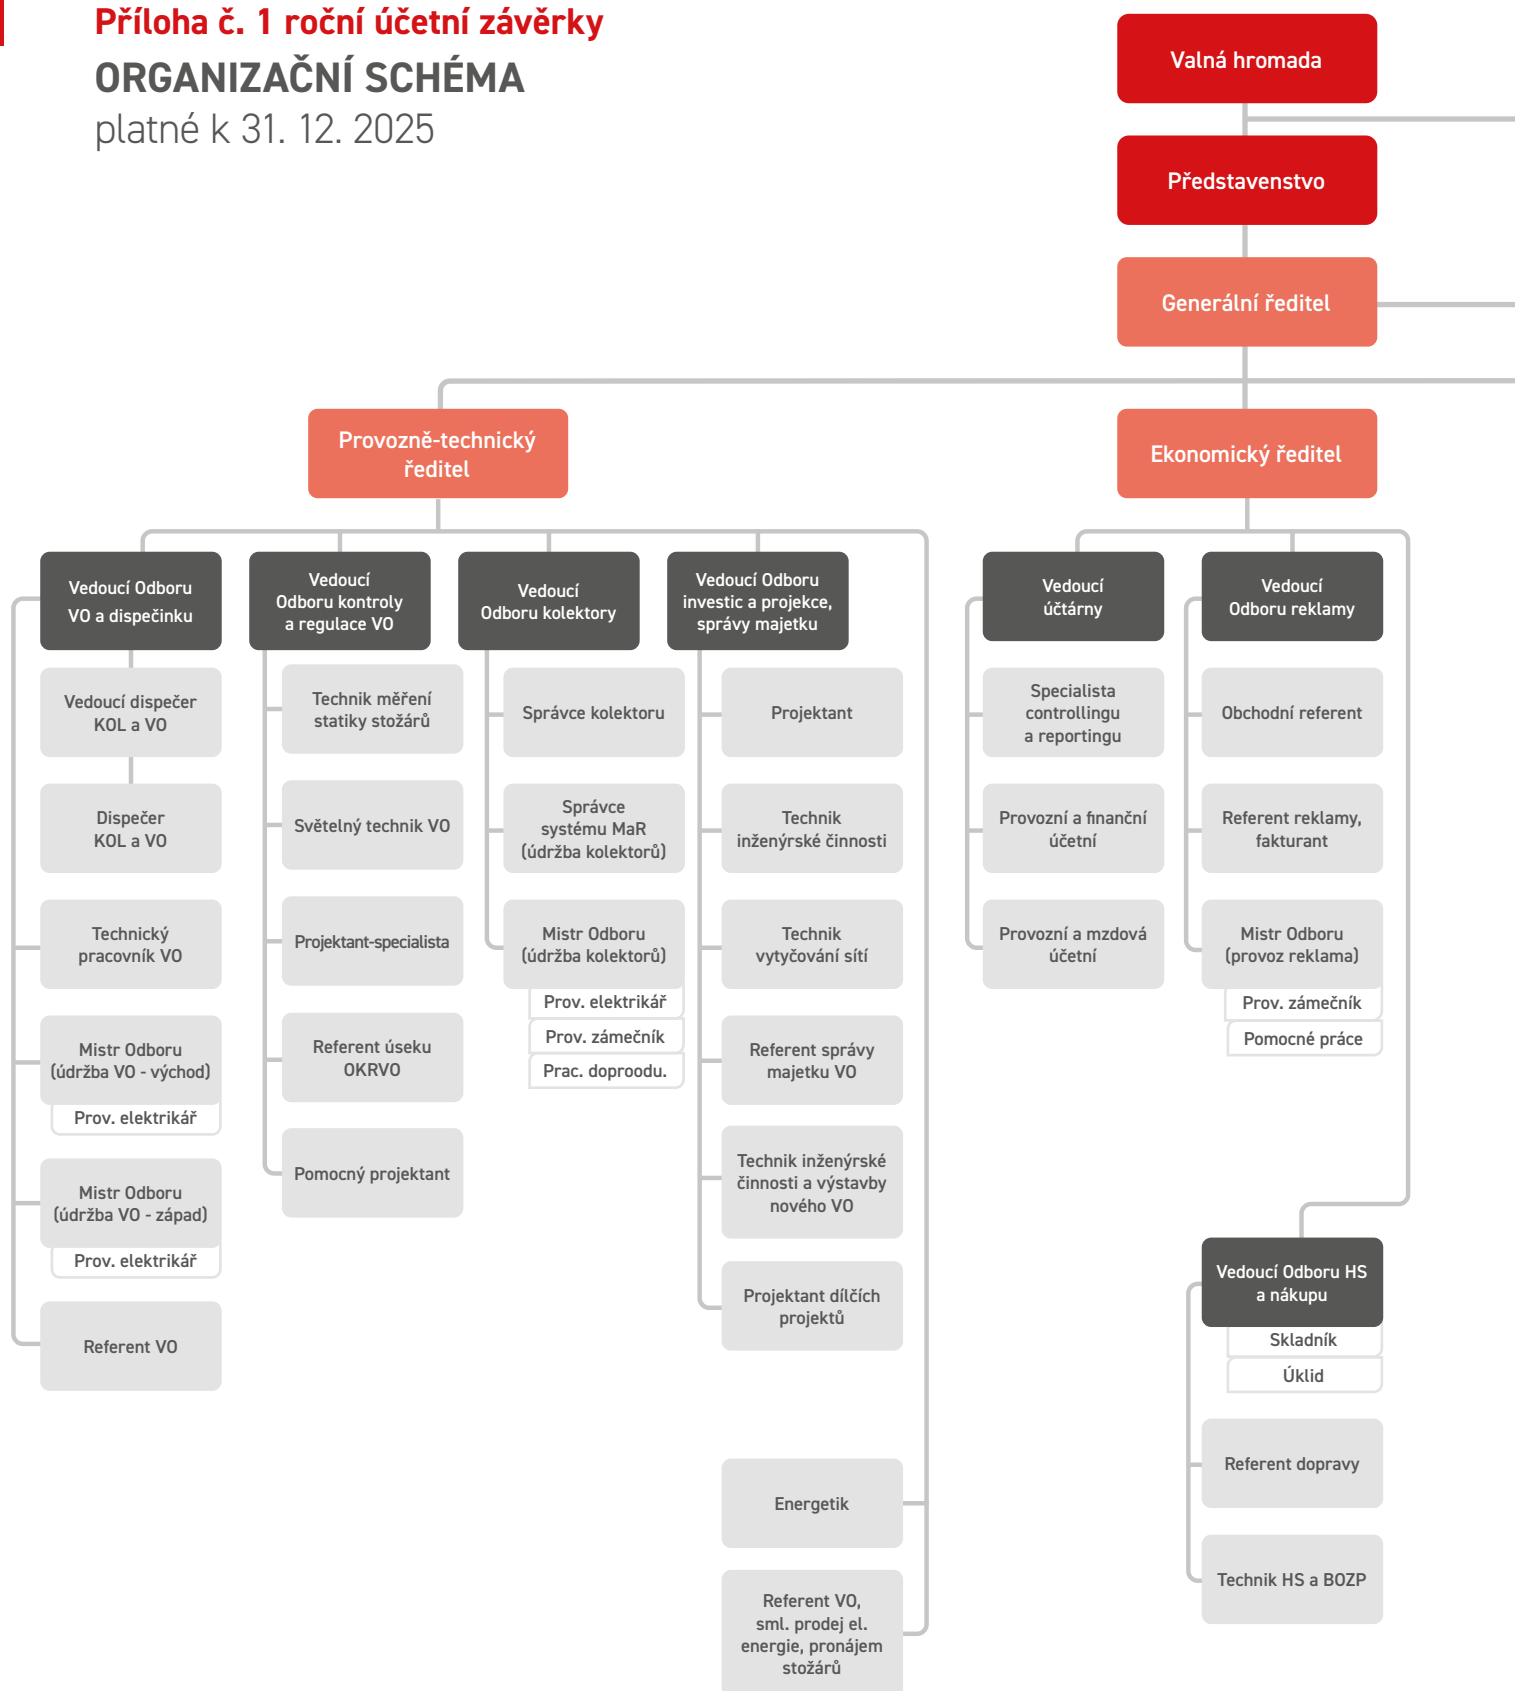 Příloha č. 1 roční účetní závěrky
ORGANIZAČNÍ SCHÉMA
platné k 31. 12. 2025
Valná hromada
Představenstvo
Generální ředitel
Provozně-technický
ředitel
Ekonomický ředitel
Vedoucí Odboru
VO a dispečinku
Vedoucí dispečer
KOL a VO
Dispečer
KOL a VO
Technický
pracovník VO
Mistr Odboru
(údržba VO - východ)
Prov. elektrikář
Mistr Odboru
(údržba VO - západ)
Prov. elektrikář
Referent VO
Vedoucí
Odboru kontroly
a regulace VO
Technik měření
statiky stožárů
Světelný technik VO
Projektant-specialista
Referent úseku
OKRVO
Pomocný projektant
Vedoucí
Odboru kolektory
Správce kolektoru
Správce
systému MaR
(údržba kolektorů)
Mistr Odboru
(údržba kolektorů)
Prov. elektrikář
Prov. zámečník
Prac. doproodu.
Vedoucí Odboru
investic a projekce,
správy majetku
Projektant
Technik
inženýrské činnosti
Technik
vytyčování sítí
Referent správy
majetku VO
Technik inženýrské
činnosti a výstavby
nového VO
Projektant dílčích
projektů
Energetik
Referent VO,
sml. prodej el.
energie, pronájem
stožárů
Vedoucí
účtárny
Specialista
controllingu
a reportingu
Provozní a finanční
účetní
Provozní a mzdová
účetní
Vedoucí
Odboru reklamy
Obchodní referent
Referent reklamy,
fakturant
Mistr Odboru
(provoz reklama)
Prov. zámečník
Pomocné práce
Vedoucí Odboru HS
a nákupu
Skladník
Úklid
Referent dopravy
Technik HS a BOZP